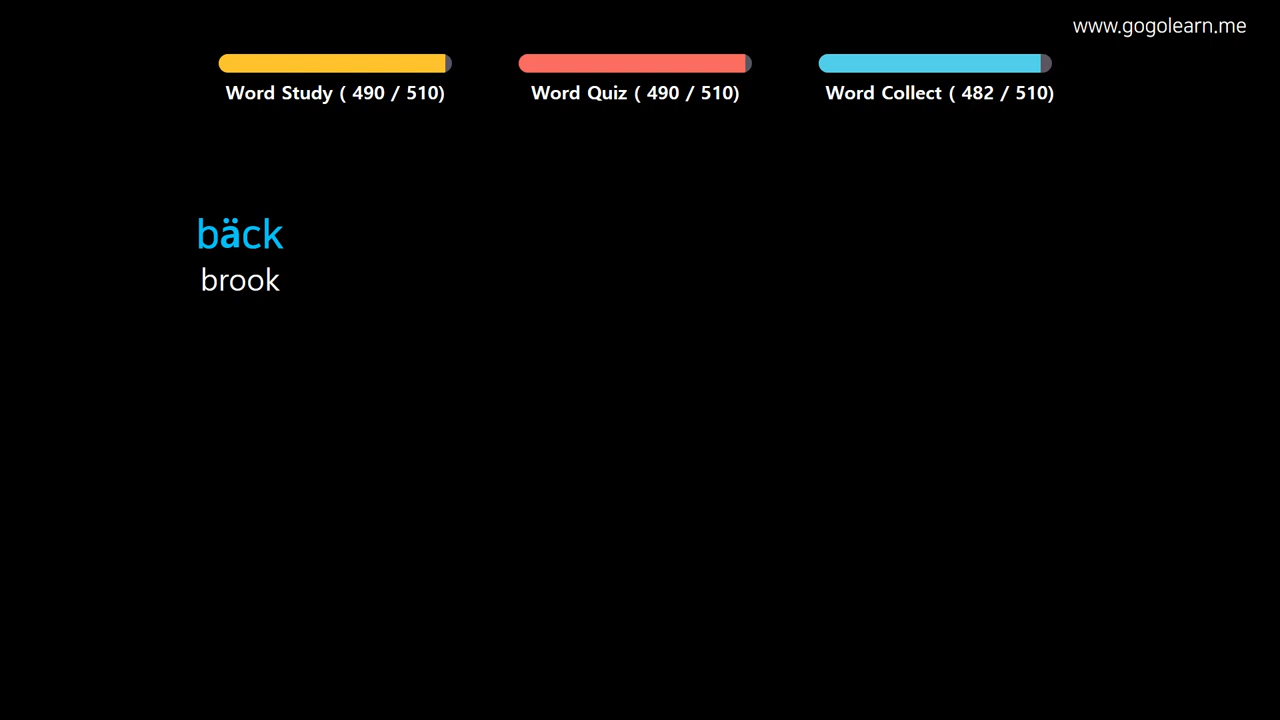 www.gogolearn.me
Word Study ( 490 / 510)
Word Quiz ( 490 / 510)
Word Collect ( 482 / 510)
bäck
brook